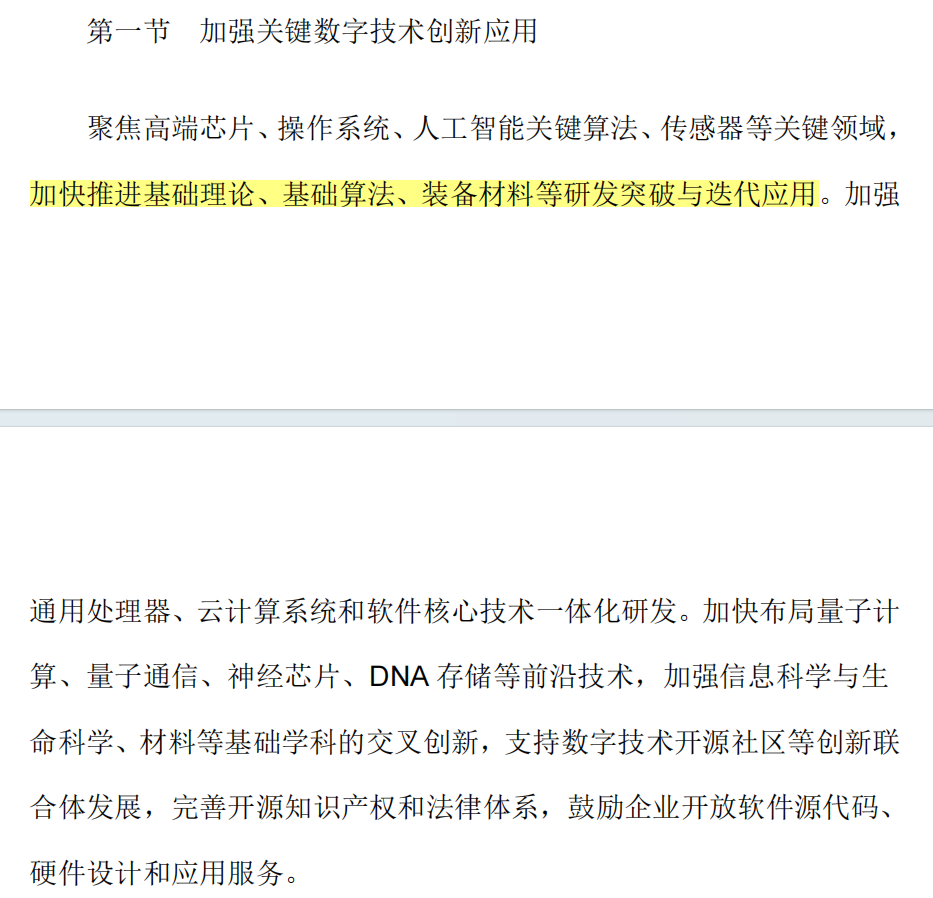 第一节　加强关键数字技术创新应用
聚焦高端芯片、操作系统、人工智能关键算法、传感器等关键领域，
加快推进基础理论、基础算法、装备材料等研发突破与迭代应用。加强
通用处理器、云计算系统和软件核心技术一体化研发。加快布局量子计
算、量子通信、神经芯片、DNA 存储等前沿技术，加强信息科学与生
命科学、材料等基础学科的交叉创新，支持数字技术开源社区等创新联
合体发展，完善开源知识产权和法律体系，鼓励企业开放软件源代码、
硬件设计和应用服务。